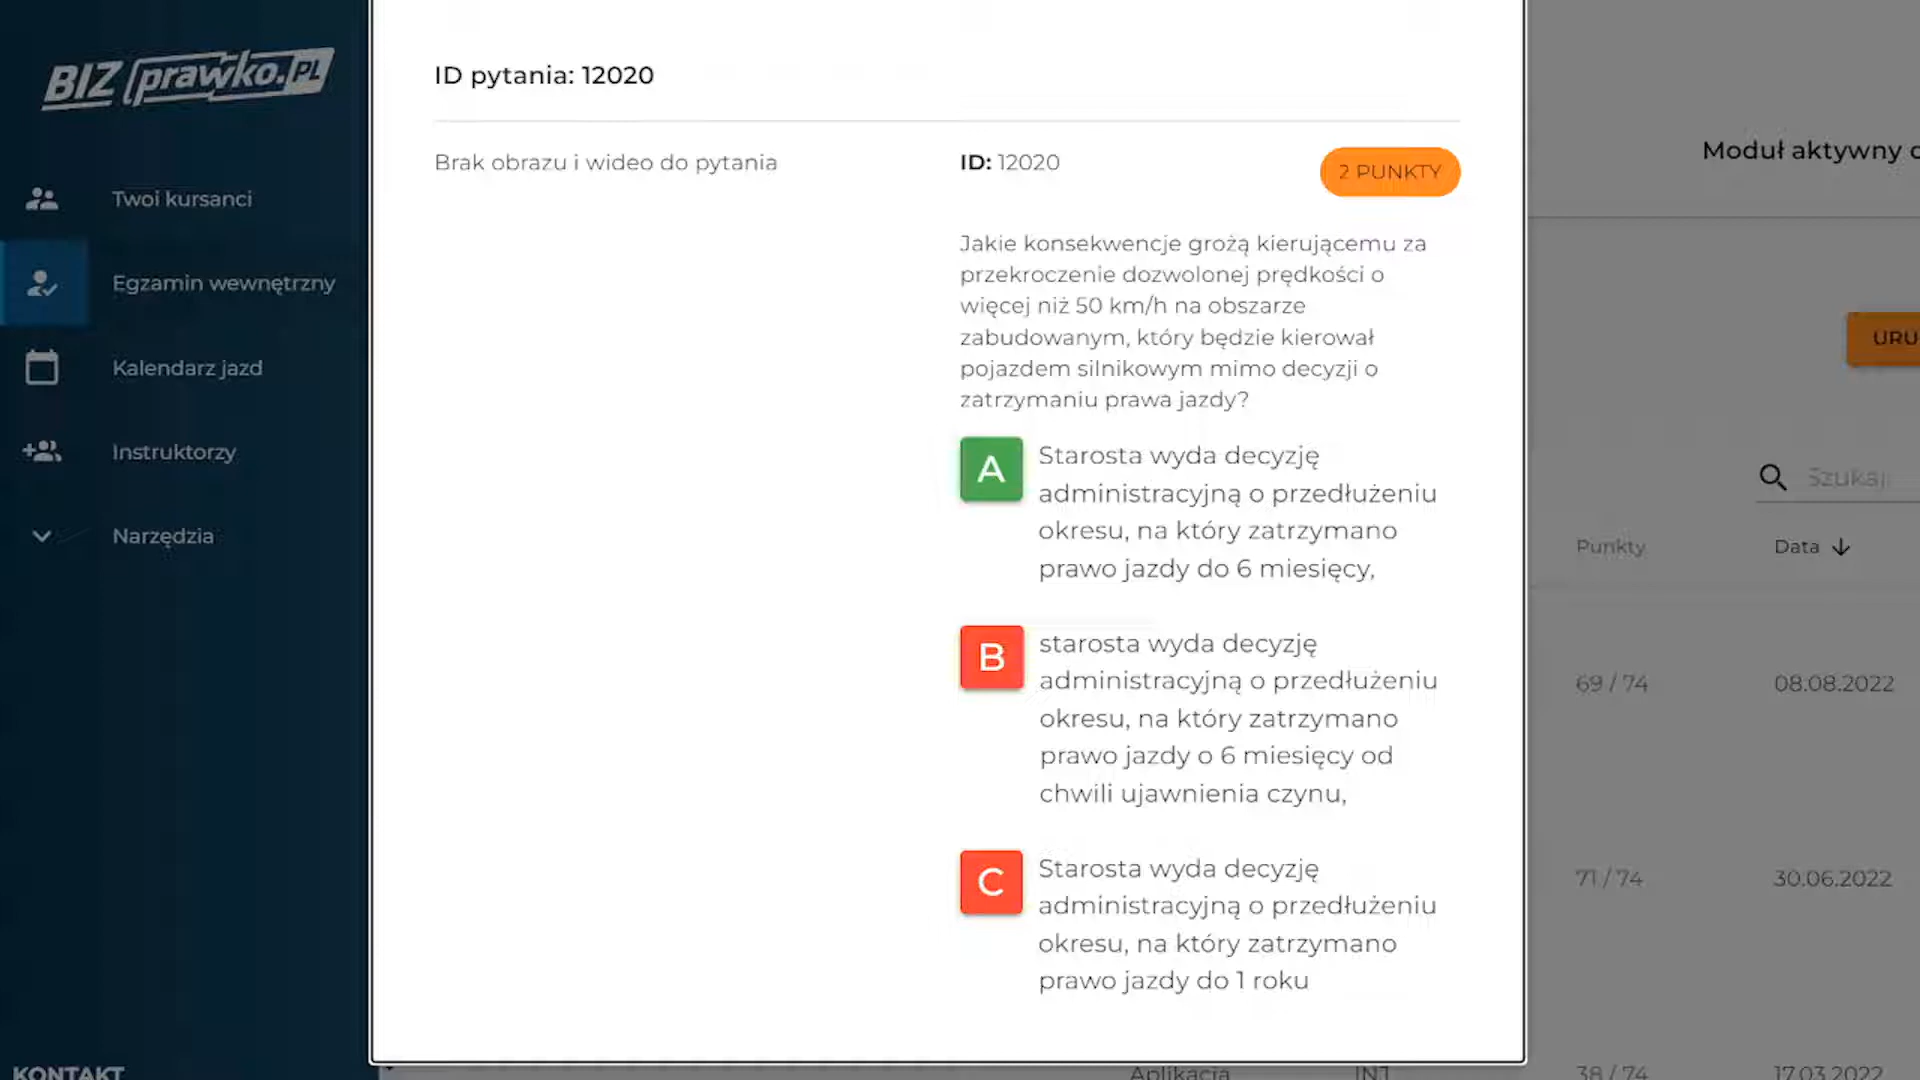 BIZ prawko.PL
Twoi kursanci
Egzamin wewnętrzny
Kalendarz jazd
Instruktorzy
Narzędzia
KONTAKT
ID pytania: 12020
Brak obrazu i wideo do pytania
ID: 12020
2 PUNKTY
Jakie konsekwencje grożą kierującemu za
przekroczenie dozwolonej prędkości o
więcej niż 50 km/h na obszarze
zabudowanym, który będzie kierował
pojazdem silnikowym mimo decyzji o
zatrzymaniu prawa jazdy?
A
Starosta wyda decyzję
administracyjną o przedłużeniu
okresu, na który zatrzymano
prawo jazdy do 6 miesięcy,
B
starosta wyda decyzję
administracyjną o przedłużeniu
okresu, na który zatrzymano
prawo jazdy o 6 miesięcy od
chwili ujawnienia czynu,
C
Starosta wyda decyzję
administracyjną o przedłużeniu
okresu, na który zatrzymano
prawo jazdy do 1 roku
Moduł aktywny
URU
Szukaj
Punkty
Data
69 / 74
08.08.2022
71 / 74
30.06.2022
Aplikacja
INJ
38 / 74
17.03.2022